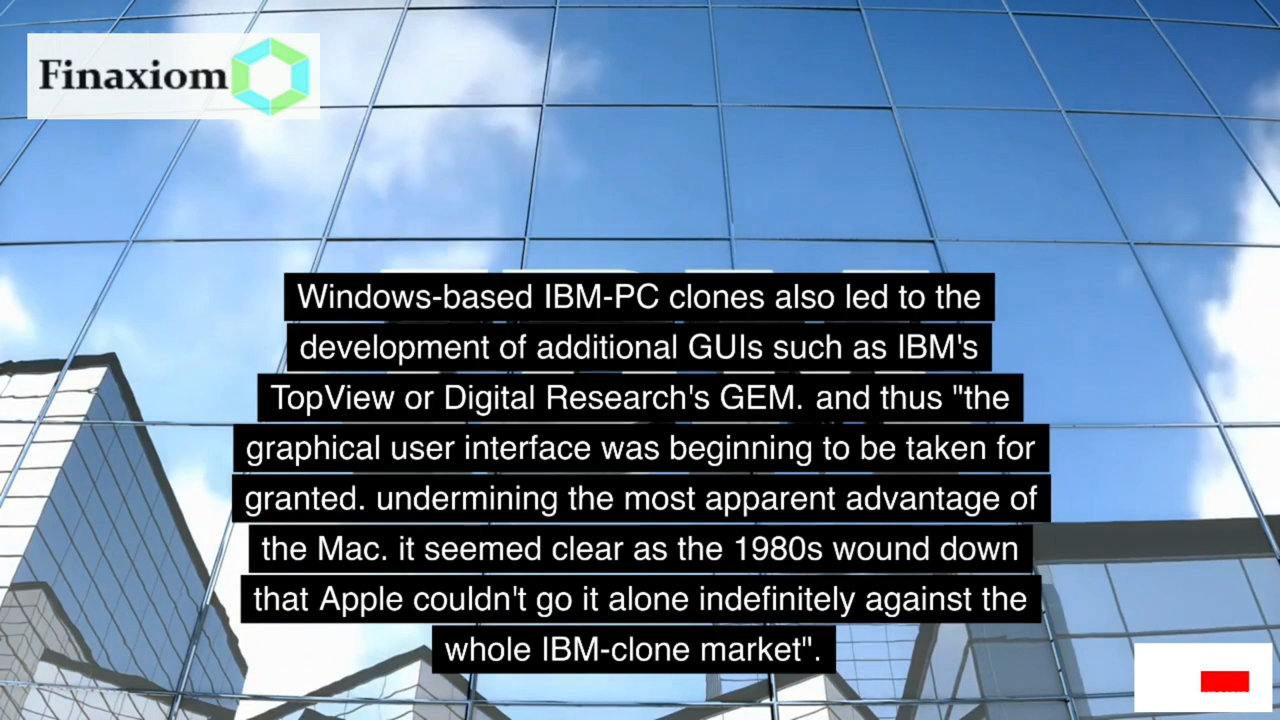 Finaxiom
Windows-based IBM-PC clones also led to the
development of additional GUIs such as IBM's
TopView or Digital Research's GEM. and thus "the
graphical user interface was beginning to be taken for
granted. undermining the most apparent advantage of
the Mac. it seemed clear as the 1980s wound down
that Apple couldn't go it alone indefinitely against the
whole IBM-clone market".